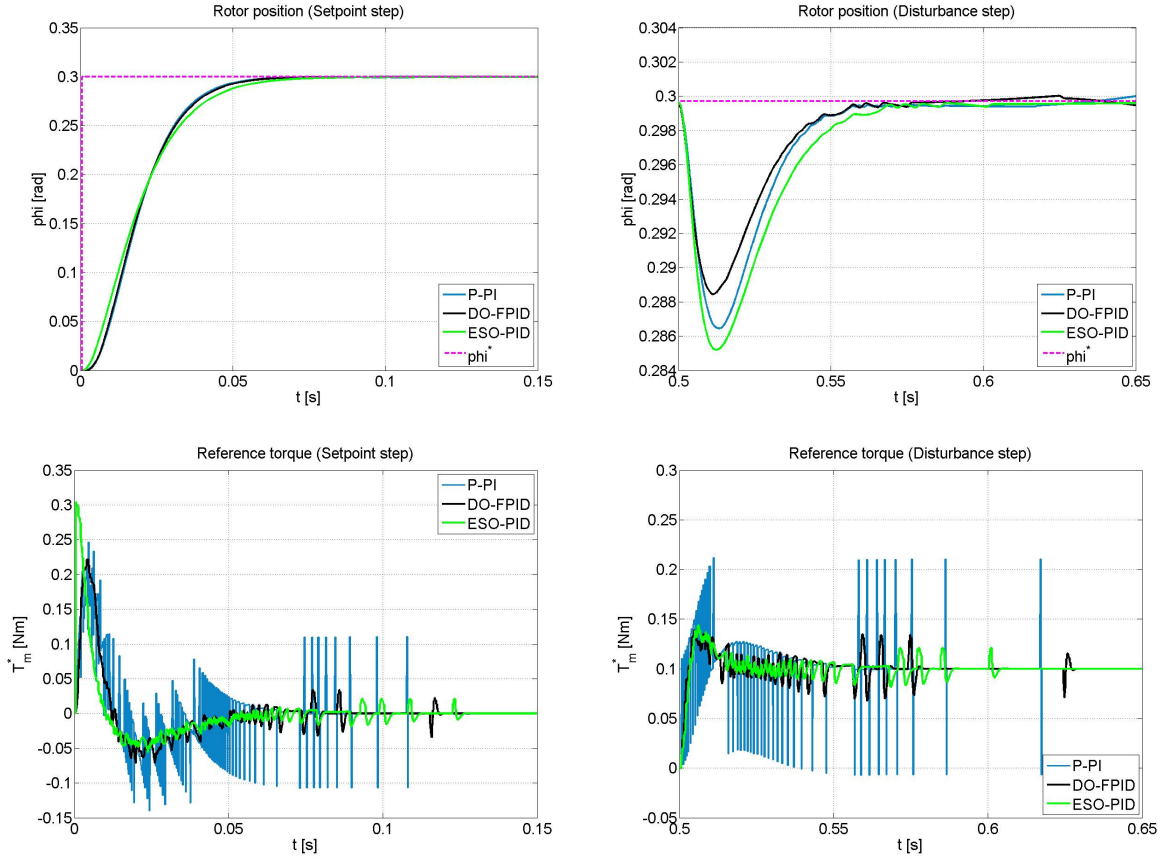 Rotor position (Setpoint step)
0.35
0.3
0.25
0.2
0.15
0.1
0.05
0
phi [rad]
0
0.05
0.1
0.15
t [s]
P-PI
DO-FPID
ESO-PID
phi*
Rotor position (Disturbance step)
0.304
0.302
0.3
0.298
0.296
0.294
0.292
0.29
0.288
0.286
0.284
phi [rad]
0.5
0.55
0.6
0.65
t [s]
P-PI
DO-FPID
ESO-PID
phi*
Reference torque (Setpoint step)
0.35
0.3
0.25
0.2
0.15
0.1
0.05
0
-0.05
-0.1
-0.15
T*m [Nm]
0
0.05
0.1
0.15
t [s]
P-PI
DO-FPID
ESO-PID
Reference torque (Disturbance step)
0.3
0.25
0.2
0.15
0.1
0.05
0
-0.05
T*m [Nm]
0.5
0.55
0.6
0.65
t [s]
P-PI
DO-FPID
ESO-PID